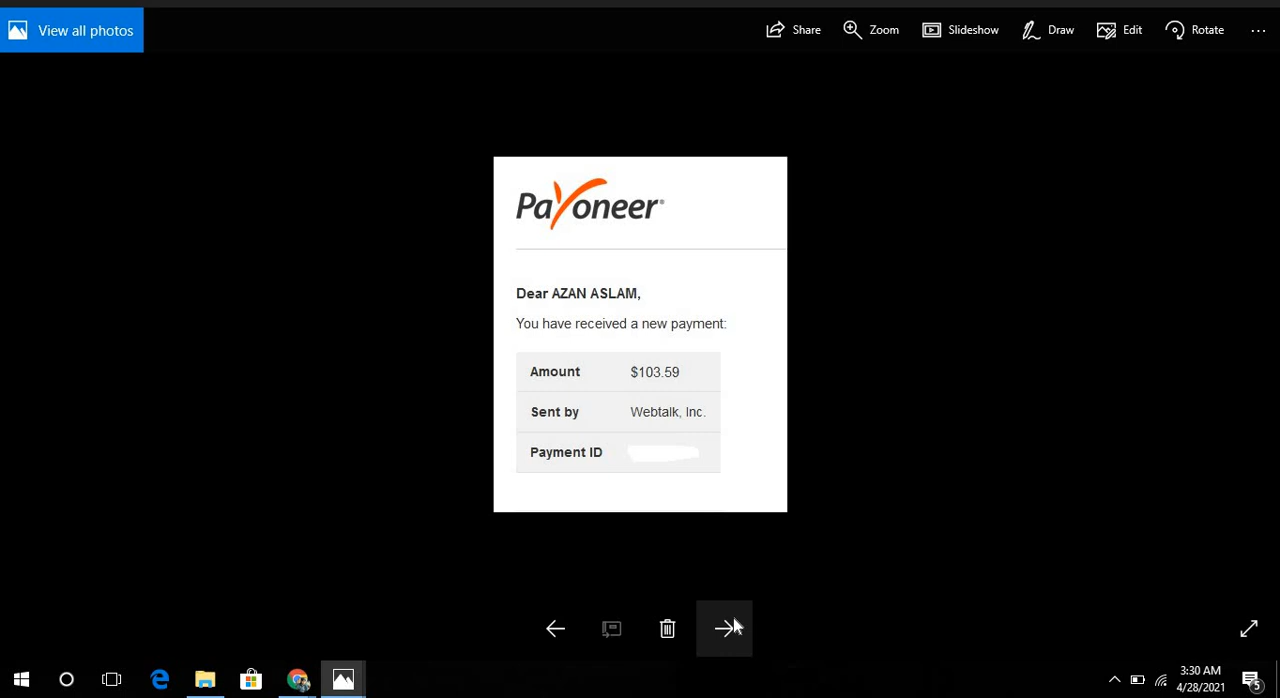 View all photos
Share
Zoom
Slideshow
Draw
Edit
Rotate
Payoneer
Dear AZAN ASLAM,
You have received a new payment:
Amount $103.59
Sent by Webtalk, Inc.
Payment ID
3:30 AM
4/28/2021
5